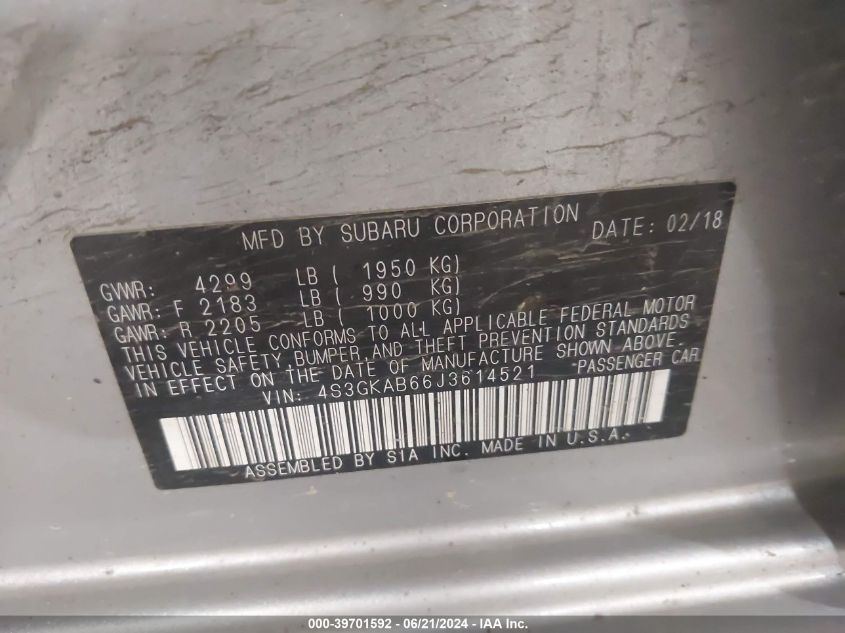 MFD BY SUBARU CORPORATION DATE: 02/18
GVWR: 4299 LB ( 1950 KG)
GAWR: F 2183 LB ( 990 KG)
GAWR: R 2205 LB ( 1000 KG)
THIS VEHICLE CONFORMS TO ALL APPLICABLE FEDERAL MOTOR
VEHICLE SAFETY, BUMPER, AND THEFT PREVENTION STANDARDS
IN EFFECT ON THE DATE OF MANUFACTURE SHOWN ABOVE.
VIN: 4S3GKAB66J3614521 PASSENGER CAR
ASSEMBLED BY SIA INC. MADE IN U.S.A.
000-39701592 - 06/21/2024 - IAA Inc.